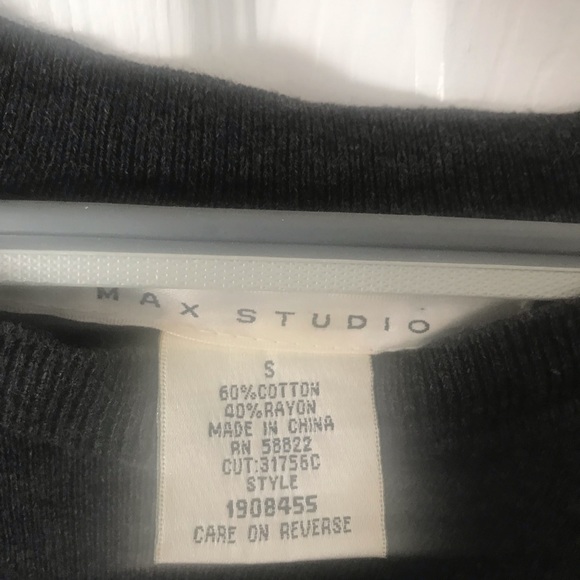 MAX STUDIO
S
60%COTTON
40%RAYON
MADE IN CHINA
RN 58822
CUT:31756C
STYLE
1908455
CARE ON REVERSE